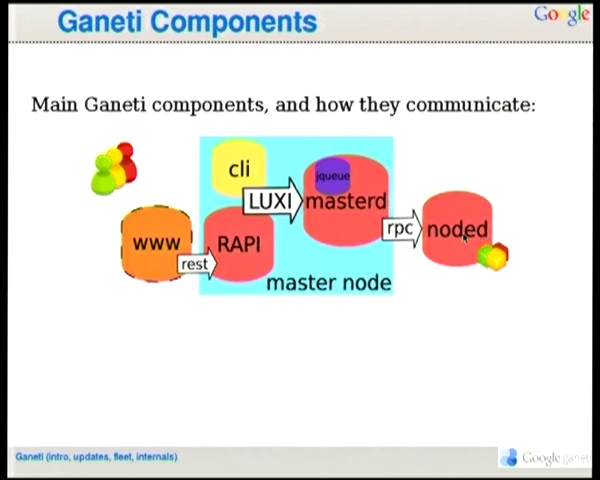 Ganeti Components
Google
Main Ganeti components, and how they communicate:
cli
jqueue
LUXI
masterd
www
RAPI
rpc
noded
rest
master node
Ganeti (intro, updates, fleet, internals)
Google ganeti